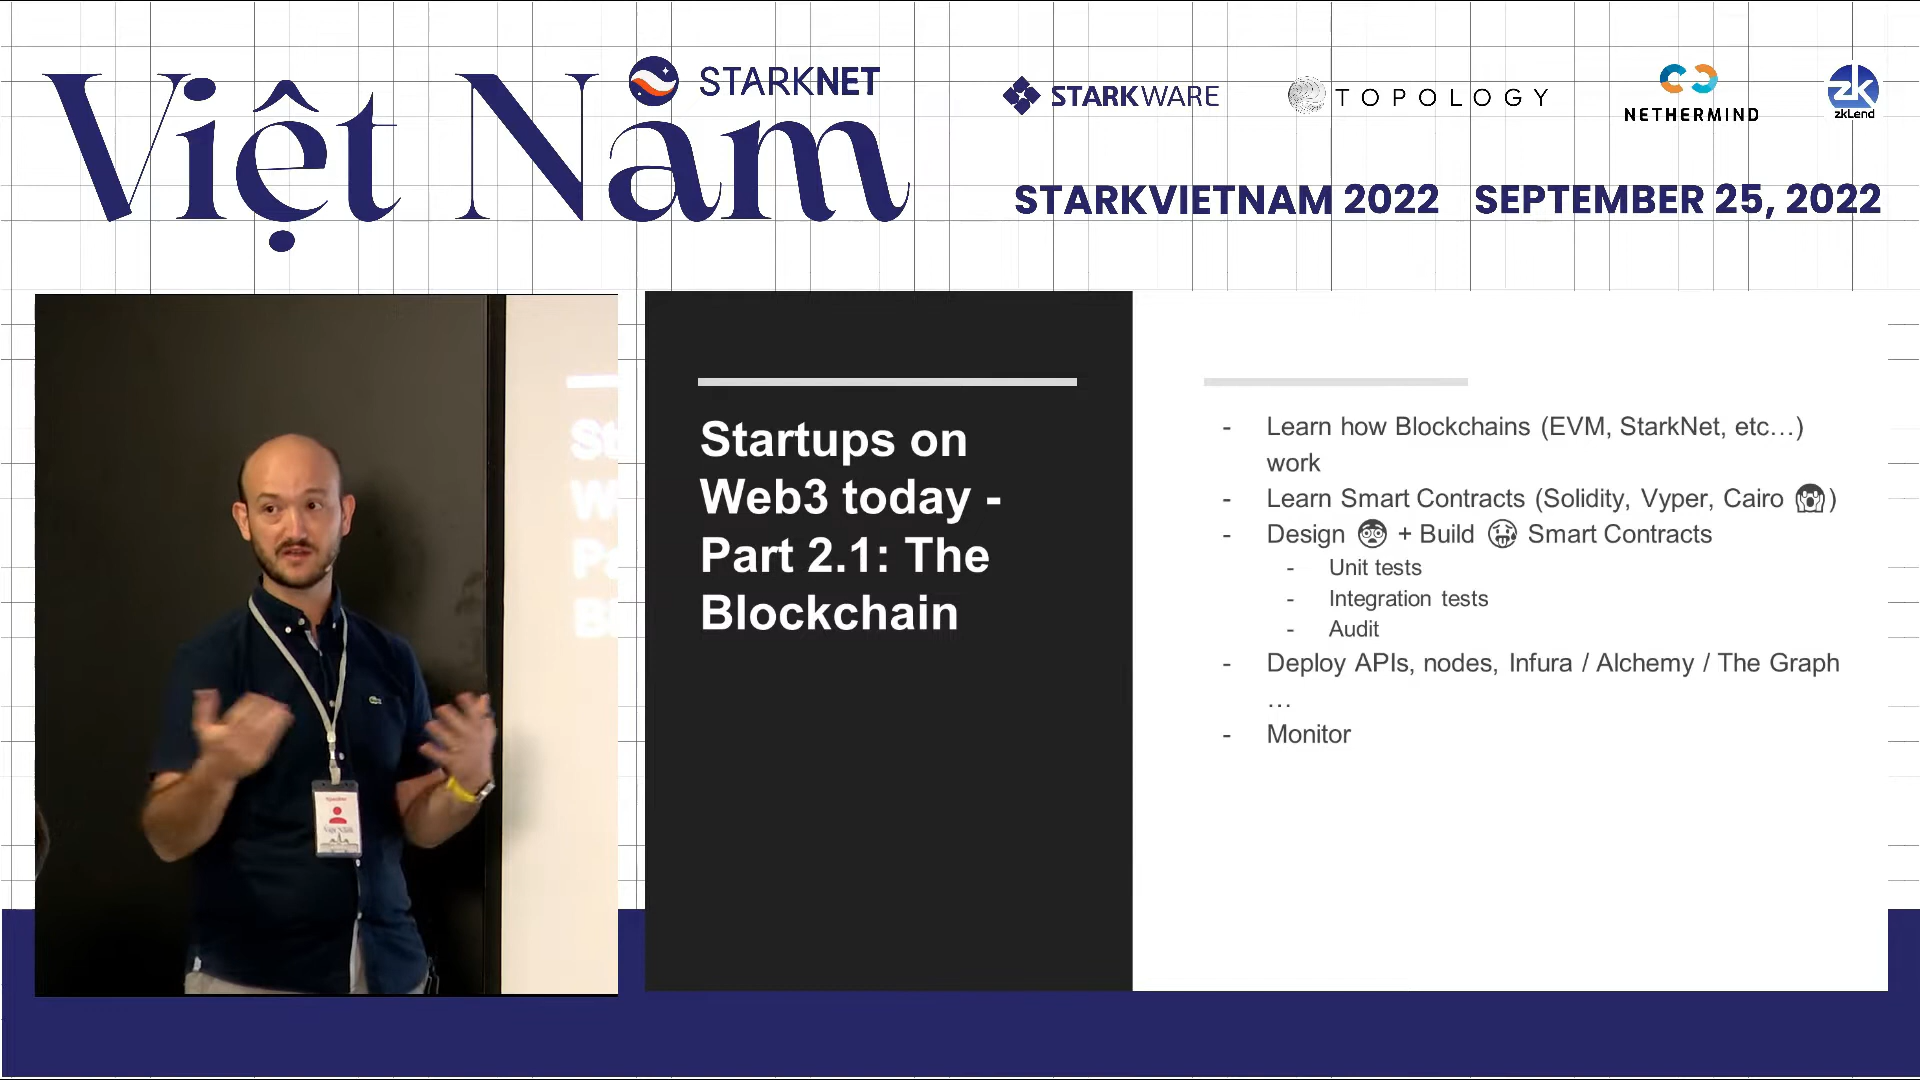 Việt Nam
STARKNET
STARKWARE
TOPOLOGY
NETHERMIND
zk
zkLend
STARKVIETNAM 2022 SEPTEMBER 25, 2022
Startups on
Web3 today -
Part 2.1: The
Blockchain
- Learn how Blockchains (EVM, StarkNet, etc…)
work
- Learn Smart Contracts (Solidity, Vyper, Cairo 😱)
- Design 😨 + Build 🥵 Smart Contracts
- Unit tests
- Integration tests
- Audit
- Deploy APIs, nodes, Infura / Alchemy / The Graph
…
- Monitor